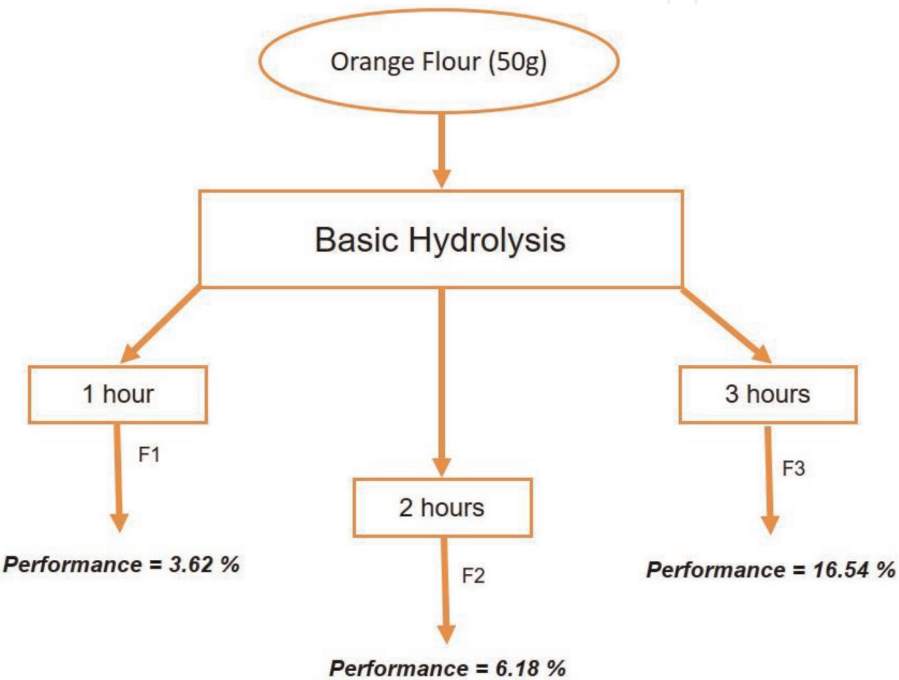 Orange Flour (50g)
Basic Hydrolysis
1 hour
3 hours
F1
F3
2 hours
Performance = 3.62 %
Performance = 16.54 %
F2
Performance = 6.18 %